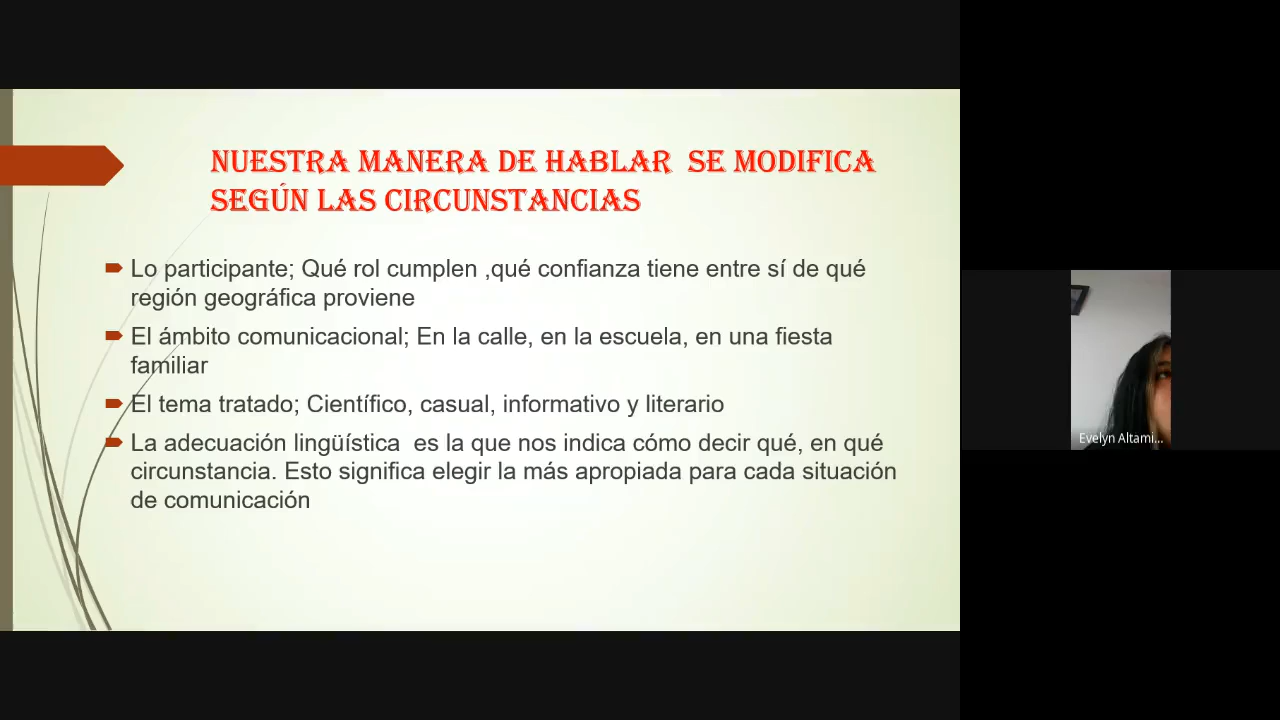 NUESTRA MANERA DE HABLAR SE MODIFICA
SEGÚN LAS CIRCUNSTANCIAS
Lo participante; Qué rol cumplen ,qué confianza tiene entre sí de qué
región geográfica proviene
El ámbito comunicacional; En la calle, en la escuela, en una fiesta
familiar
El tema tratado; Científico, casual, informativo y literario
La adecuación lingüística es la que nos indica cómo decir qué, en qué
circunstancia. Esto significa elegir la más apropiada para cada situación
de comunicación
Evelyn Altami...